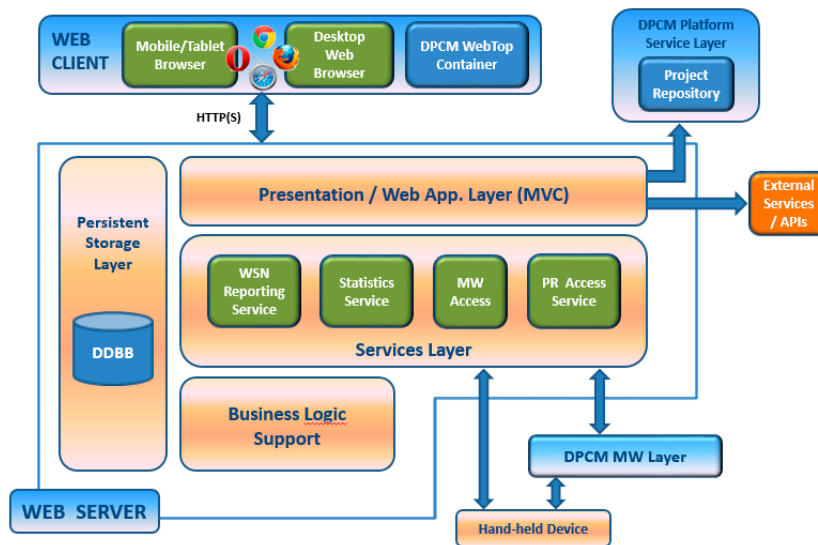 WEB
CLIENT
Mobile/Tablet
Browser
Desktop
Web
Browser
DPCM WebTop
Container
DPCM Platform
Service Layer
Project
Repository
HTTP(S)
Presentation / Web App. Layer (MVC)
External
Services
/ APIs
Persistent
Storage
Layer
DDBB
WSN
Reporting
Service
Statistics
Service
MW
Access
PR Access
Service
Services Layer
Business Logic
Support
DPCM MW Layer
WEB SERVER
Hand-held Device